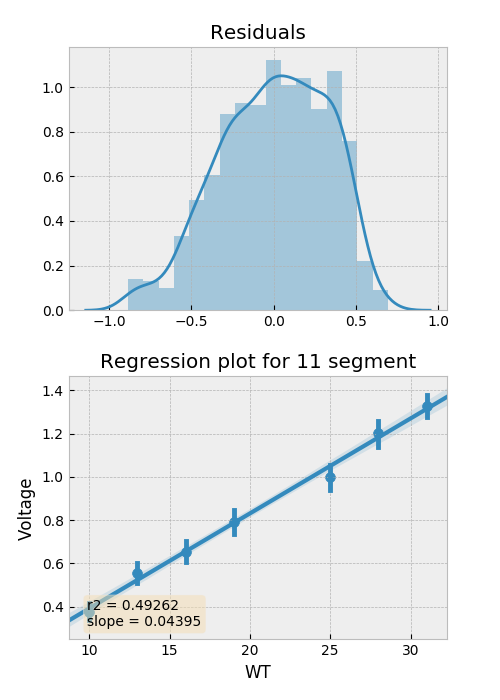 Residuals
1.0
0.8
0.6
0.4
0.2
0.0
−1.0 −0.5 0.0 0.5 1.0
Regression plot for 11 segment
1.4
1.2
1.0
0.8
0.6
0.4
Voltage
r2 = 0.49262
slope = 0.04395
10 15 20 25 30
WT